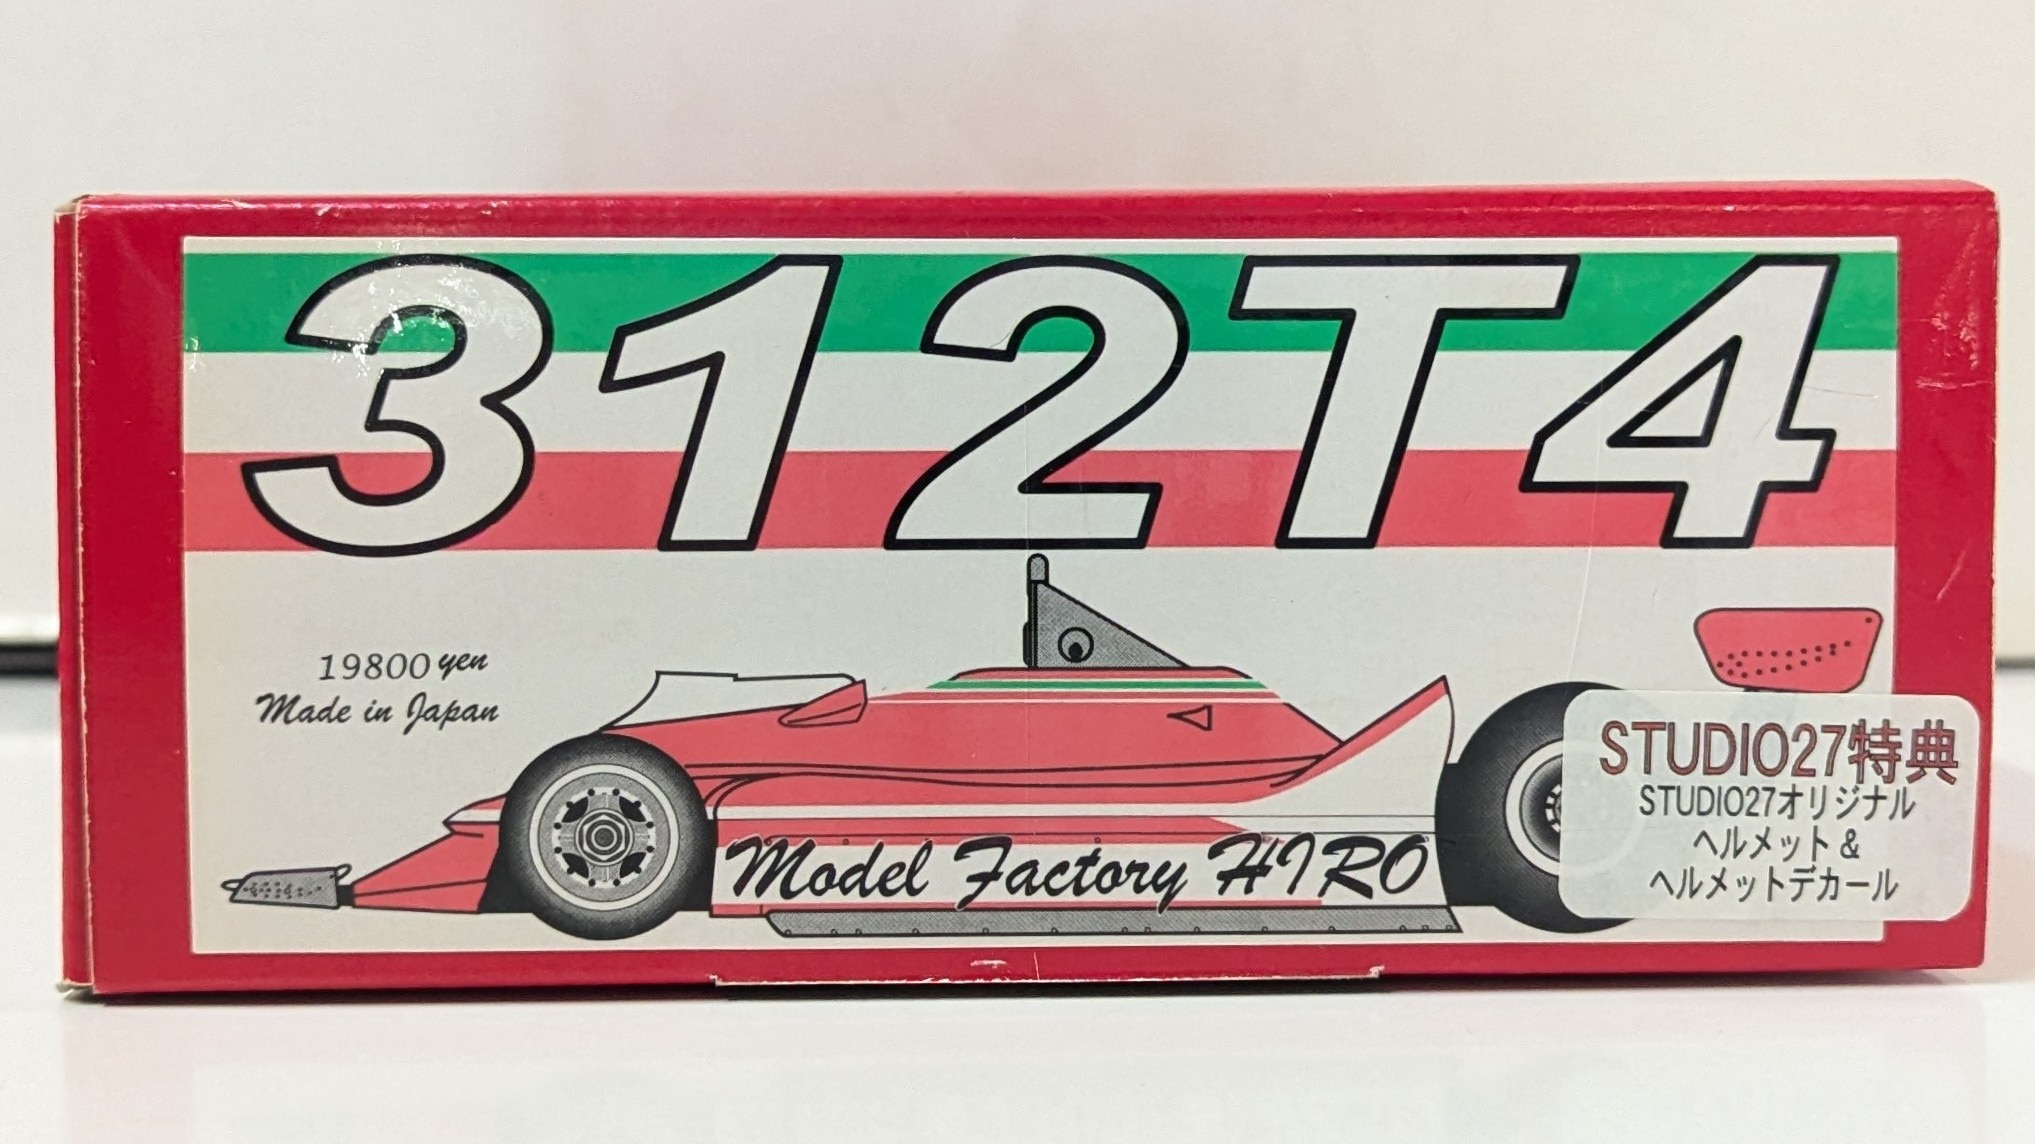 312T4
19800 yen
Made in Japan
Model Factory HIRO
STUDIO27特典
STUDIO27オリジナル
ヘルメット &
ヘルメットデカール